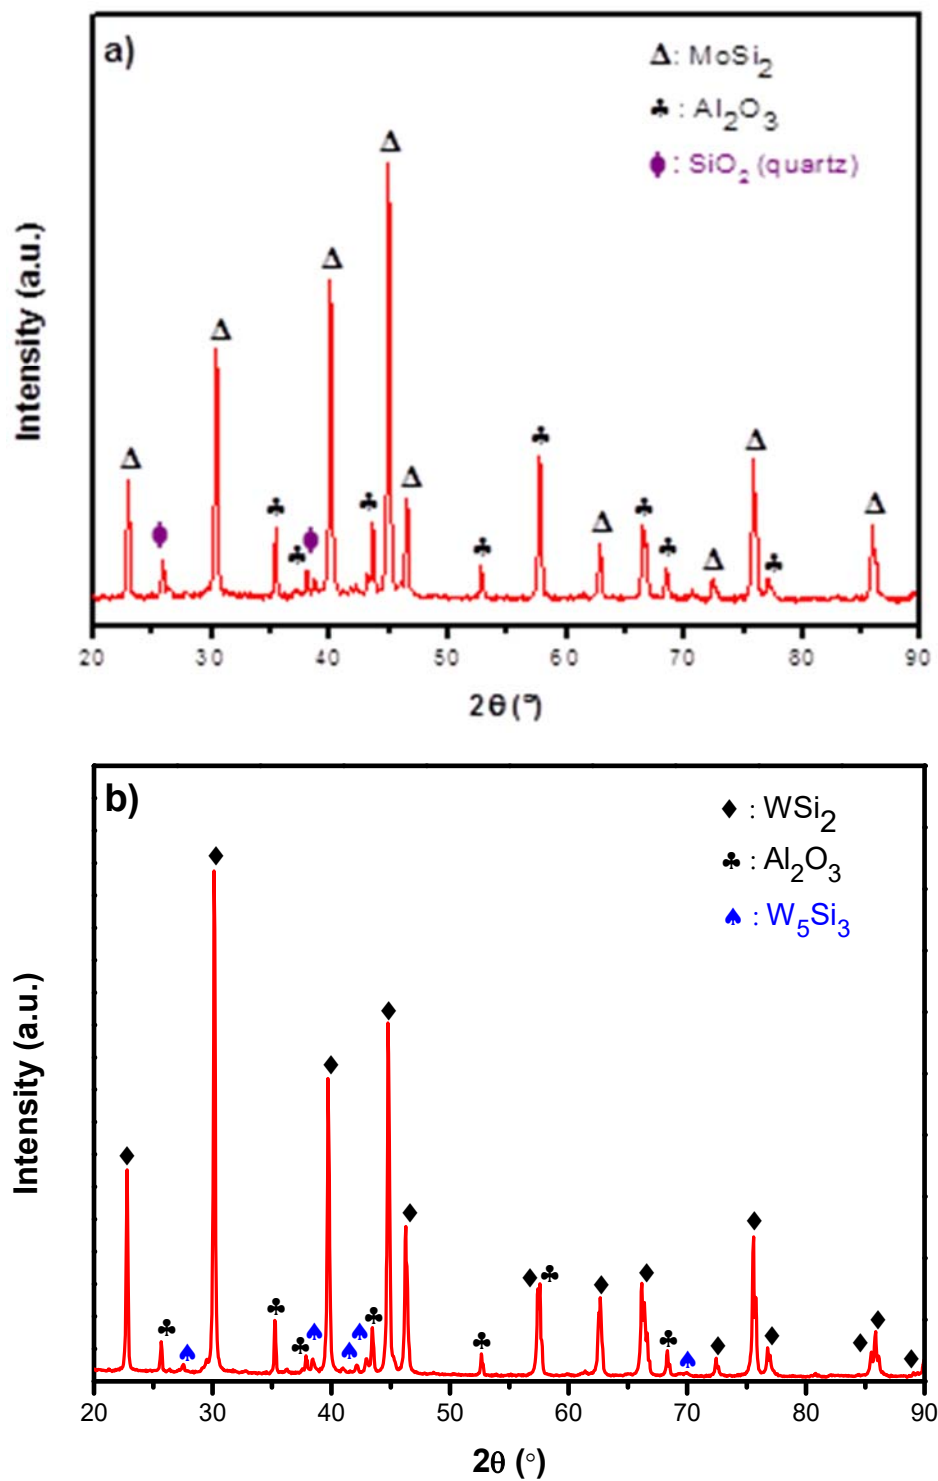 a)
Δ: MoSi2
♣ : Al2O3
⧫: SiO2 (quartz)
Intensity (a.u.)
20 30 40 50 60 70 80 90
2θ (°)
b)
♦ : WSi2
♣ : Al2O3
♠ : W5Si3
Intensity (a.u.)
20 30 40 50 60 70 80 90
2θ (°)